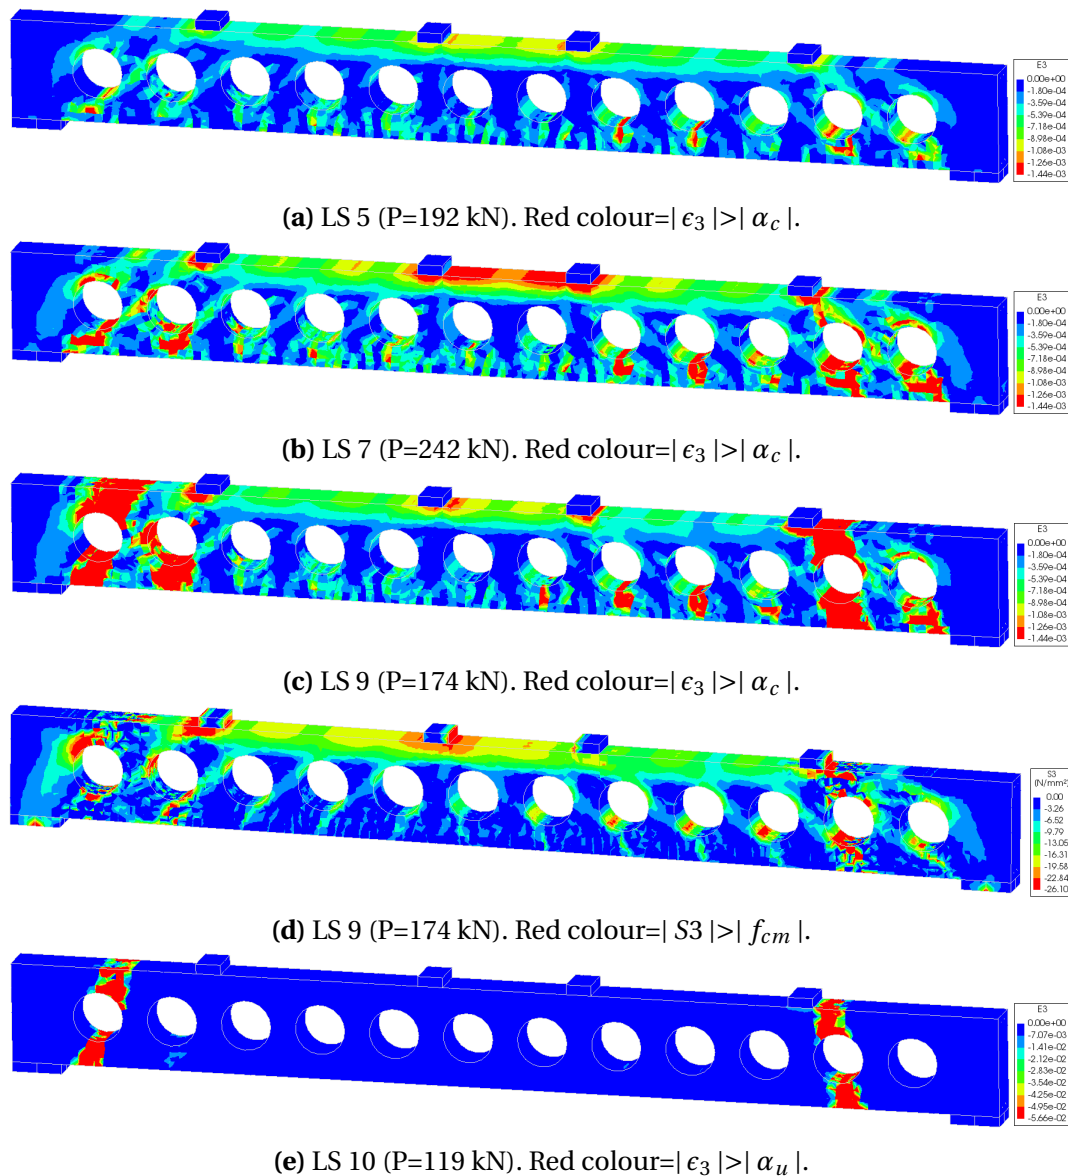 E3
0.00e+00
-1.80e-04
-3.59e-04
-5.39e-04
-7.18e-04
-8.98e-04
-1.08e-03
-1.26e-03
-1.44e-03
(a) LS 5 (P=192 kN). Red colour=| ϵ3 |>| αc |.
E3
0.00e+00
-1.80e-04
-3.59e-04
-5.39e-04
-7.18e-04
-8.98e-04
-1.08e-03
-1.26e-03
-1.44e-03
(b) LS 7 (P=242 kN). Red colour=| ϵ3 |>| αc |.
E3
0.00e+00
-1.80e-04
-3.59e-04
-5.39e-04
-7.18e-04
-8.98e-04
-1.08e-03
-1.26e-03
-1.44e-03
(c) LS 9 (P=174 kN). Red colour=| ϵ3 |>| αc |.
S3
(N/mm²)
0.00
-3.26
-6.52
-9.79
-13.05
-16.31
-19.58
-22.84
-26.10
(d) LS 9 (P=174 kN). Red colour=| S3 |>| fcm |.
E3
0.00e+00
-7.07e-03
-1.41e-02
-2.12e-02
-2.83e-02
-3.54e-02
-4.25e-02
-4.95e-02
-5.66e-02
(e) LS 10 (P=119 kN). Red colour=| ϵ3 |>| αu |.